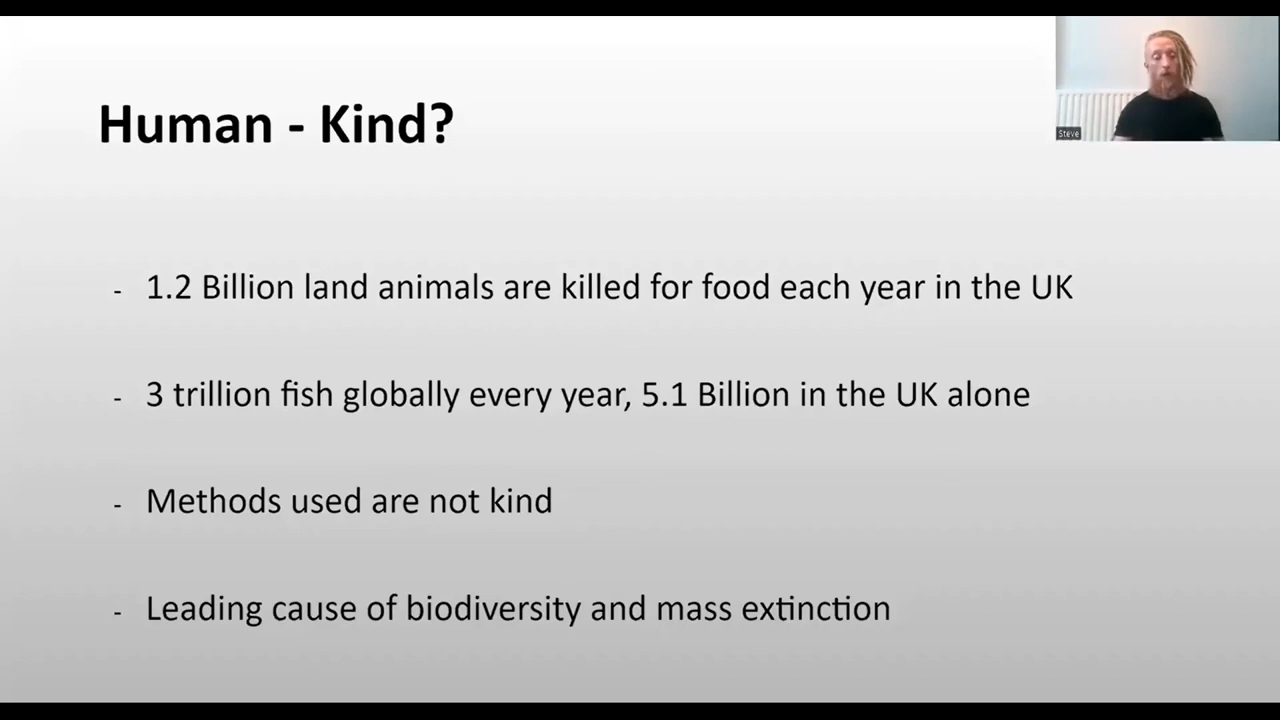 Human - Kind?
Steve
- 1.2 Billion land animals are killed for food each year in the UK
- 3 trillion fish globally every year, 5.1 Billion in the UK alone
- Methods used are not kind
- Leading cause of biodiversity and mass extinction